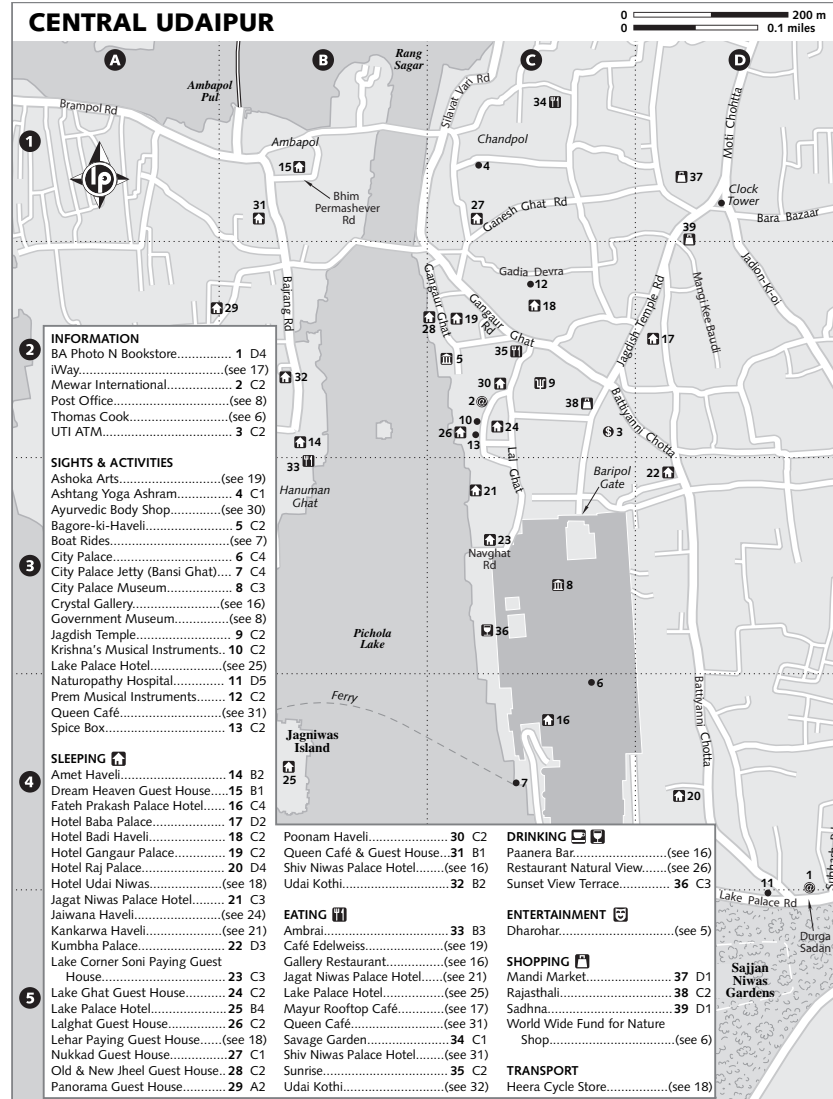 CENTRAL UDAIPUR
0 200 m
0 0.1 miles
A
B
C
D
1
2
3
4
5
Rang
Sagar
Ambapol
Pul
Brampol Rd
Silavat Vari Rd
Moti Chohtta
Ambapol
Chandpol
34
4
15
37
Bhim
Permashever
Rd
31
27
Ganesh Ghat Rd
Clock
Tower
39
Bara Bazaar
Jadion-Ki-ol
Gadia Devra
12
Bajrang Rd
Gangaur Ghat
Gangaur Ghat
Rd
Mangi Kee Baudi
Jagdish Temple Rd
29
28
19
18
17
35
5
32
30
9
2
38
10
24
3
26
13
14
Battiyanni Chotta
33
Lal Ghat
Baripol
Gate
22
Hanuman
Ghat
21
23
Navghat
Rd
8
36
Pichola
Lake
6
Ferry
16
Battiyanni Chotta
Jagniwas
Island
25
7
20
11
1
Lake Palace Rd
Durga
Sadan
Sajjan
Niwas
Gardens
lp
INFORMATION
BA Photo N Bookstore............. 1 D4
iWay.................................(see 17)
Mewar International............... 2 C2
Post Office...........................(see 8)
Thomas Cook.......................(see 6)
UTI ATM.............................. 3 C2
SIGHTS & ACTIVITIES
Ashoka Arts........................(see 19)
Ashtang Yoga Ashram............ 4 C1
Ayurvedic Body Shop...........(see 30)
Bagore-ki-Haveli................... 5 C2
Boat Rides...........................(see 7)
City Palace........................... 6 C4
City Palace Jetty (Bansi Ghat).... 7 C4
City Palace Museum.............. 8 C3
Crystal Gallery.....................(see 16)
Government Museum............(see 8)
Jagdish Temple..................... 9 C2
Krishna's Musical Instruments.. 10 C2
Lake Palace Hotel.................(see 25)
Naturopathy Hospital............. 11 D5
Prem Musical Instruments....... 12 C2
Queen Café........................(see 31)
Spice Box............................ 13 C2
SLEEPING
Amet Haveli......................... 14 B2
Dream Heaven Guest House.....15 B1
Fateh Prakash Palace Hotel......16 C4
Hotel Baba Palace................. 17 D2
Hotel Badi Haveli.................. 18 C2
Hotel Gangaur Palace............ 19 C2
Hotel Raj Palace................... 20 D4
Hotel Udai Niwas.................(see 18)
Jagat Niwas Palace Hotel........ 21 C3
Jaiwana Haveli.....................(see 24)
Kankarwa Haveli..................(see 21)
Kumbha Palace.................... 22 D3
Lake Corner Soni Paying Guest
House............................. 23 C3
Lake Ghat Guest House.......... 24 C2
Lake Palace Hotel................. 25 B4
Lalghat Guest House............. 26 C2
Lehar Paying Guest House......(see 18)
Nukkad Guest House............. 27 C1
Old & New Jheel Guest House.. 28 C2
Panorama Guest House.......... 29 A2
Poonam Haveli..................... 30 C2
Queen Café & Guest House...31 B1
Shiv Niwas Palace Hotel........(see 16)
Udai Kothi........................... 32 B2
EATING
Ambrai................................ 33 B3
Café Edelweiss....................(see 19)
Gallery Restaurant................(see 16)
Jagat Niwas Palace Hotel......(see 21)
Lake Palace Hotel.................(see 25)
Mayur Rooftop Café............(see 17)
Queen Café........................(see 31)
Savage Garden..................... 34 C1
Shiv Niwas Palace Hotel........(see 31)
Sunrise............................... 35 C2
Udai Kothi..........................(see 32)
DRINKING
Paanera Bar.........................(see 16)
Restaurant Natural View.......(see 26)
Sunset View Terrace............. 36 C3
ENTERTAINMENT
Dharohar.............................(see 5)
SHOPPING
Mandi Market...................... 37 D1
Rajasthali............................ 38 C2
Sadhna............................... 39 D1
World Wide Fund for Nature
Shop...............................(see 6)
TRANSPORT
Heera Cycle Store................(see 18)